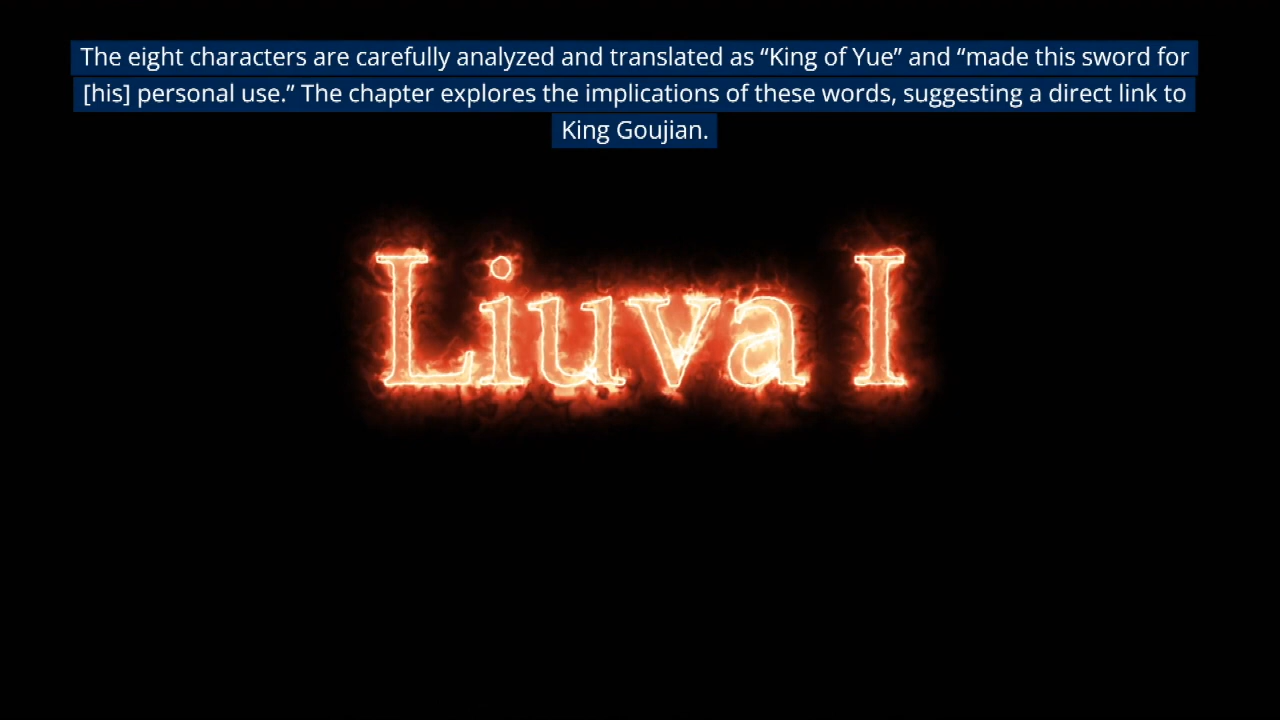 The eight characters are carefully analyzed and translated as “King of Yue” and “made this sword for
[his] personal use.” The chapter explores the implications of these words, suggesting a direct link to
King Goujian.
Liuva I